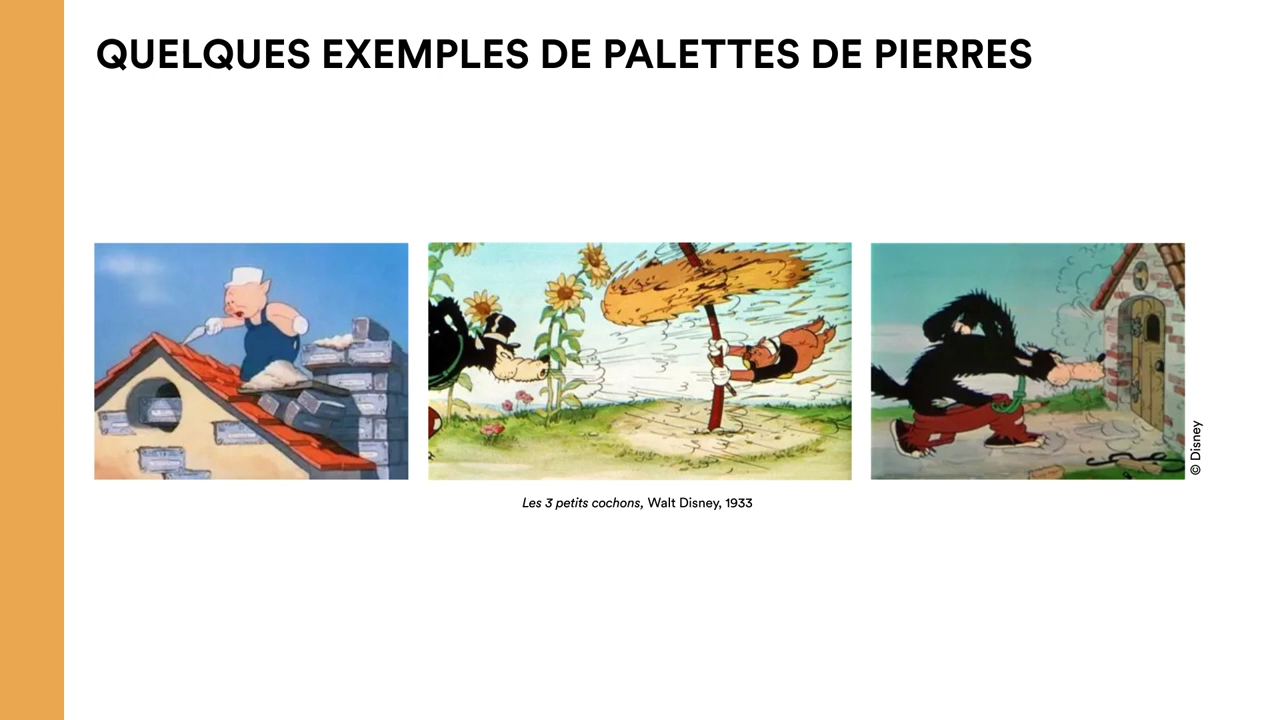 QUELQUES EXEMPLES DE PALETTES DE PIERRES
© Disney
Les 3 petits cochons, Walt Disney, 1933